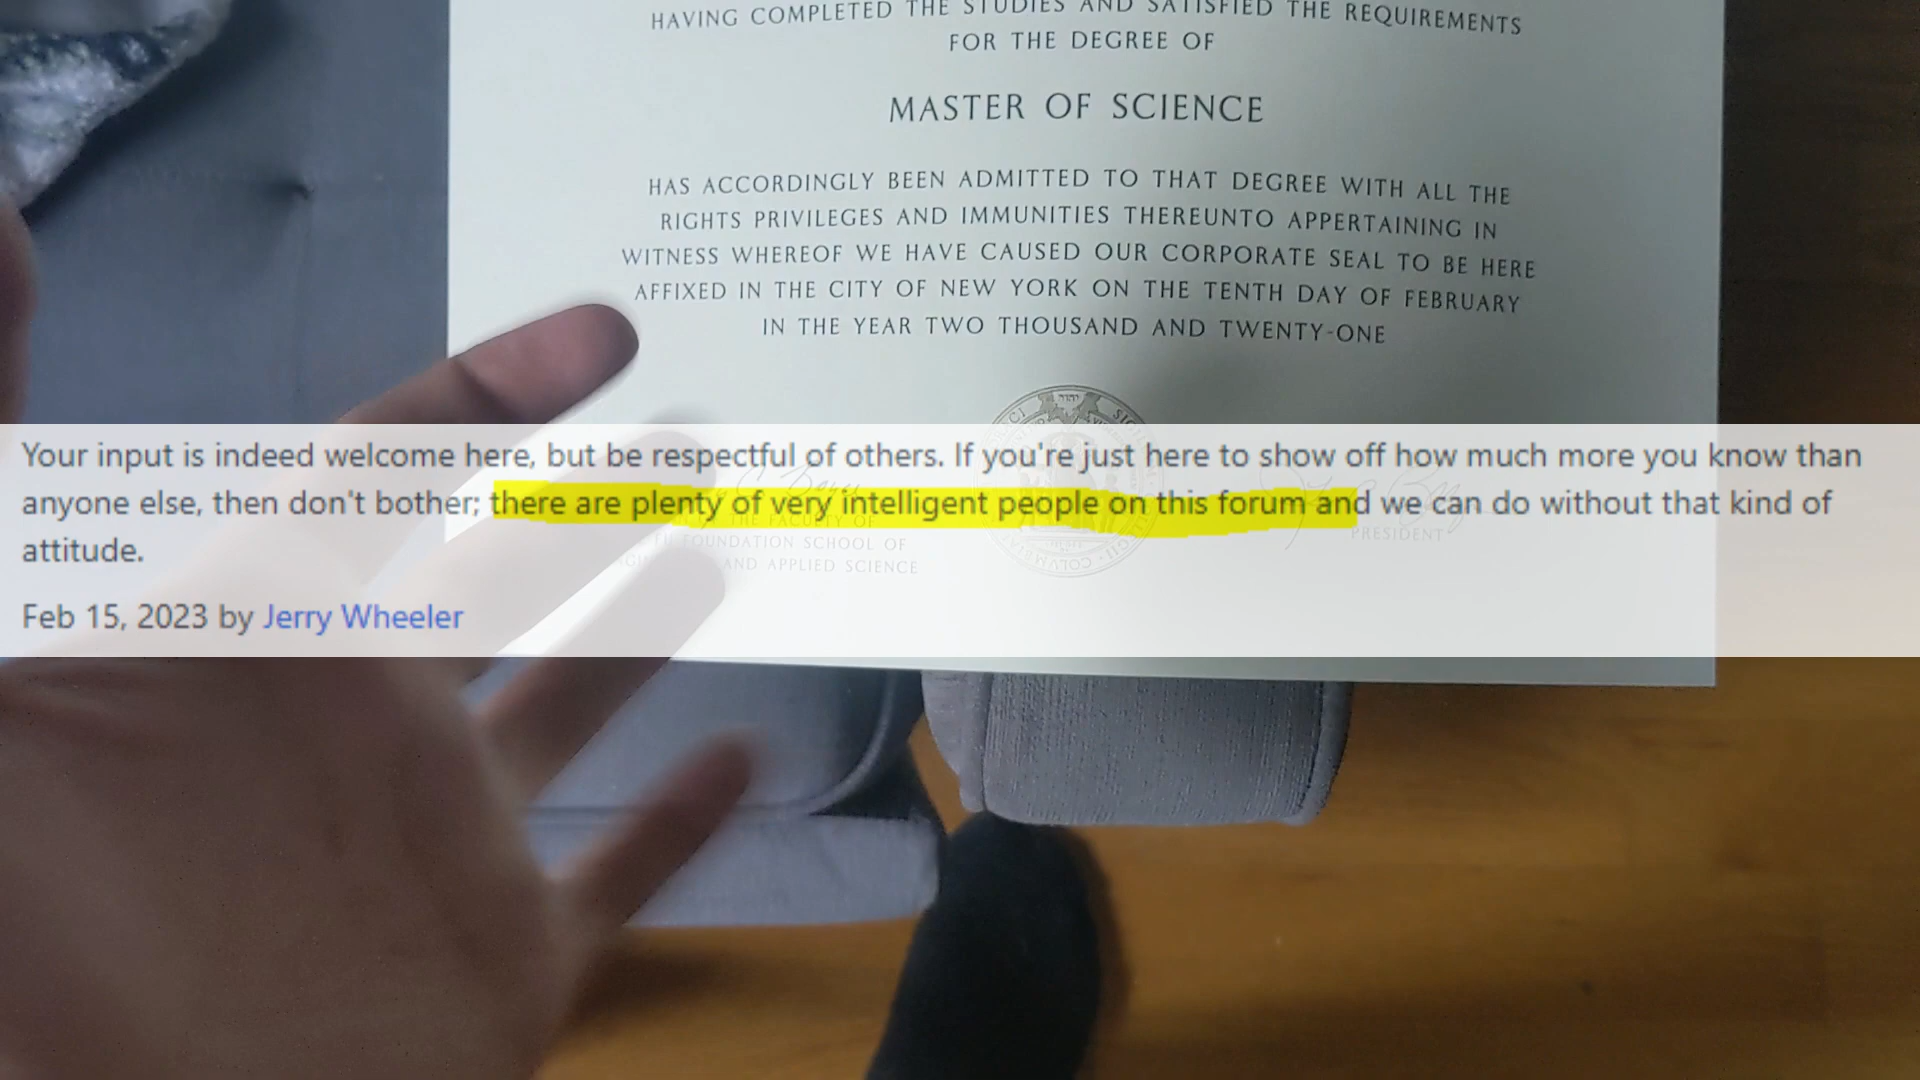 HAVING COMPLETED THE STUDIES AND SATISFIED THE REQUIREMENTS
FOR THE DEGREE OF
MASTER OF SCIENCE
HAS ACCORDINGLY BEEN ADMITTED TO THAT DEGREE WITH ALL THE
RIGHTS PRIVILEGES AND IMMUNITIES THEREUNTO APPERTAINING IN
WITNESS WHEREOF WE HAVE CAUSED OUR CORPORATE SEAL TO BE HERE
AFFIXED IN THE CITY OF NEW YORK ON THE TENTH DAY OF FEBRUARY
IN THE YEAR TWO THOUSAND AND TWENTY-ONE
Your input is indeed welcome here, but be respectful of others. If you're just here to show off how much more you know than
anyone else, then don't bother; there are plenty of very intelligent people on this forum and we can do without that kind of
attitude.
Feb 15, 2023 by Jerry Wheeler
THE FACULTY OF
FOUNDATION SCHOOL OF
AND APPLIED SCIENCE
PRESIDENT